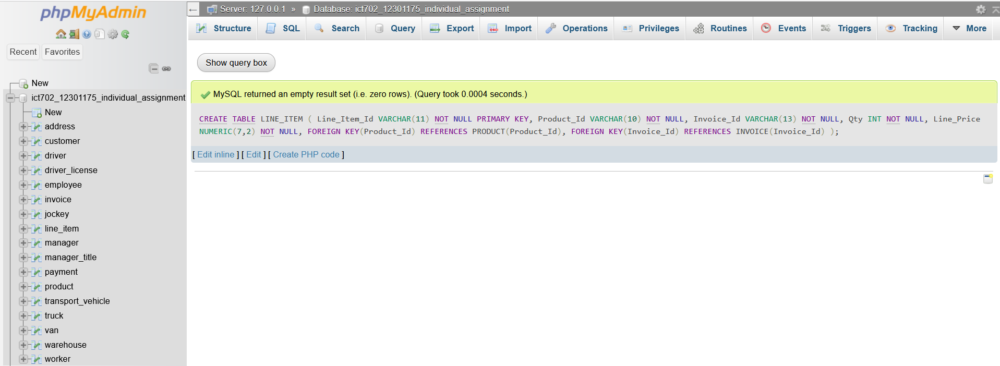 phpMyAdmin
Recent Favorites
New
ict702_12301175_individual_assignment
New
address
customer
driver
driver_license
employee
invoice
jockey
line_item
manager
manager_title
payment
product
transport_vehicle
truck
van
warehouse
worker
← Server: 127.0.0.1 » Database: ict702_12301175_individual_assignment
Structure SQL Search Query Export Import Operations Privileges Routines Events Triggers Tracking More
Show query box
MySQL returned an empty result set (i.e. zero rows). (Query took 0.0004 seconds.)
CREATE TABLE LINE_ITEM ( Line_Item_Id VARCHAR(11) NOT NULL PRIMARY KEY, Product_Id VARCHAR(10) NOT NULL, Invoice_Id VARCHAR(13) NOT NULL, Qty INT NOT NULL, Line_Price
NUMERIC(7,2) NOT NULL, FOREIGN KEY(Product_Id) REFERENCES PRODUCT(Product_Id), FOREIGN KEY(Invoice_Id) REFERENCES INVOICE(Invoice_Id) );
[ Edit inline ] [ Edit ] [ Create PHP code ]